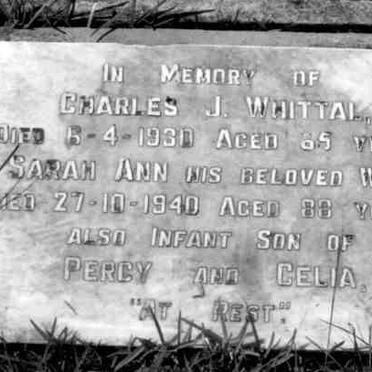 IN MEMORY OF
CHARLES J. WHITTAL,
DIED 6-4-1930 AGED
SARAH ANN HIS BELOVED
27-10-1940 AGED 88
ALSO INFANT SON OF
PERCY AND CELIA.
"AT REST."